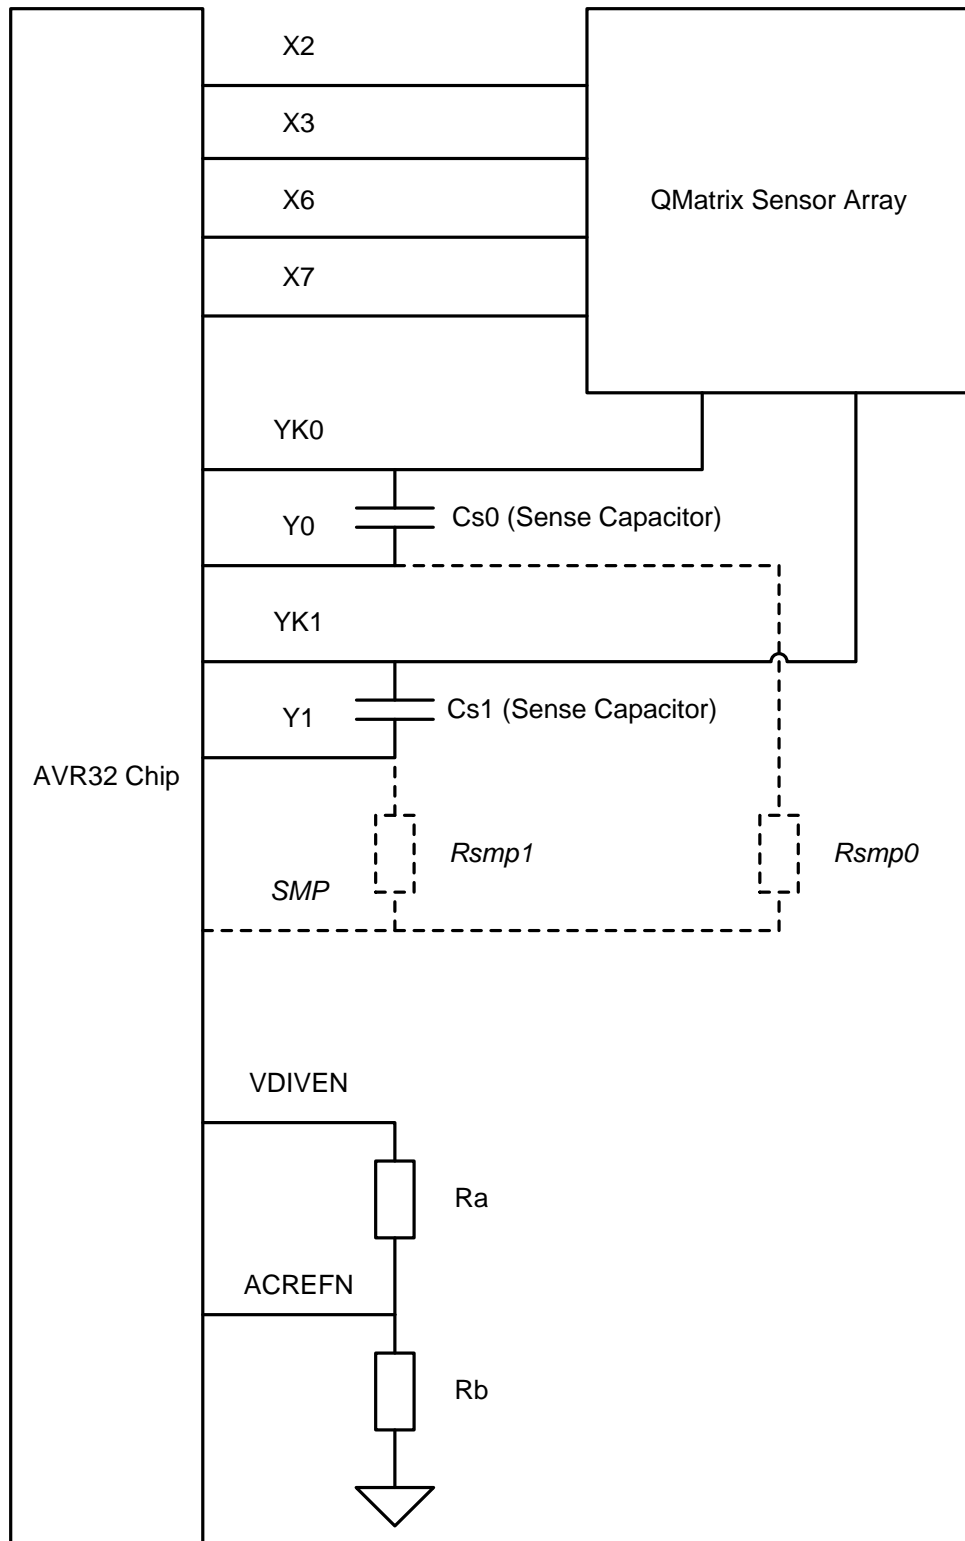 X2
X3
X6
QMatrix Sensor Array
X7
YK0
Cs0 (Sense Capacitor)
Y0
YK1
Cs1 (Sense Capacitor)
Y1
AVR32 Chip
Rsmp1
Rsmp0
SMP
VDIVEN
Ra
ACREFN
Rb